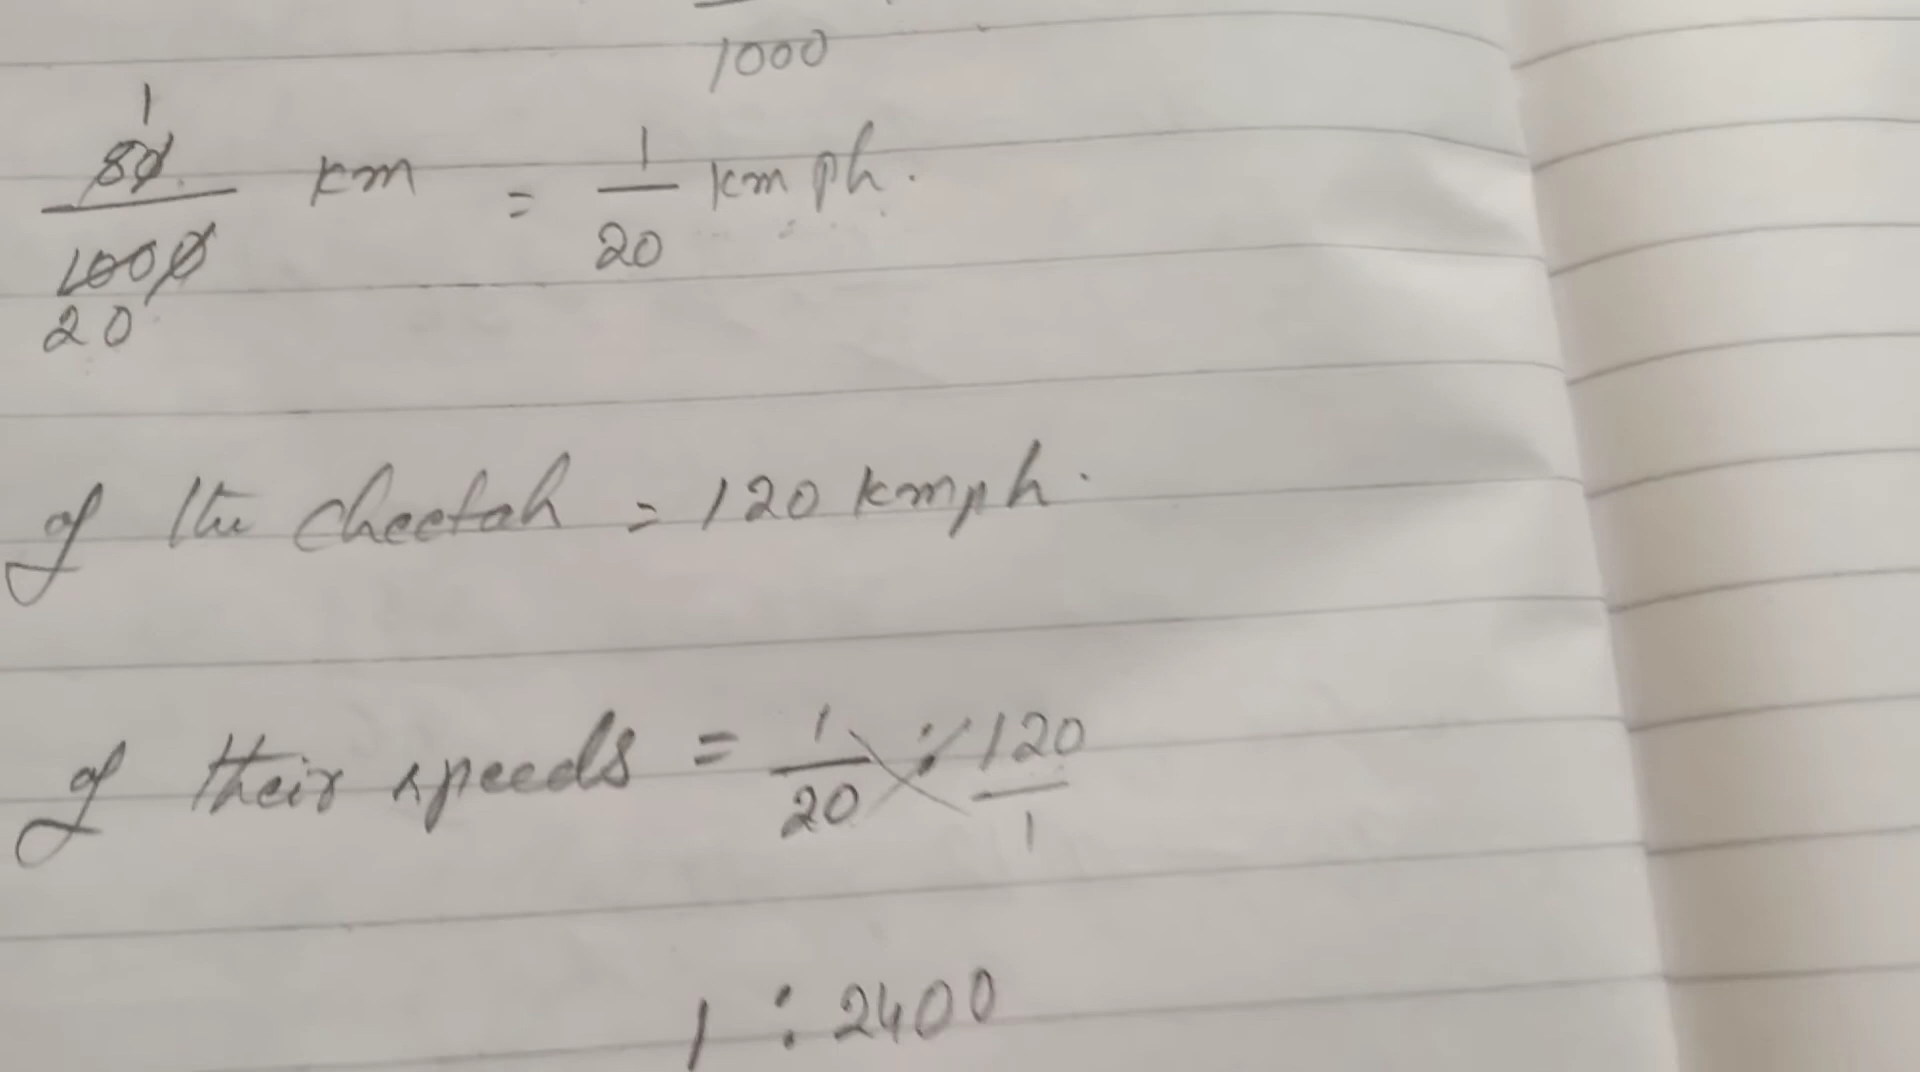 1000
1
50/1000 km = 1/20 kmph.
20
of the cheetah = 120 kmph.
of their speeds = 1/20 : 120/1
1 : 2400